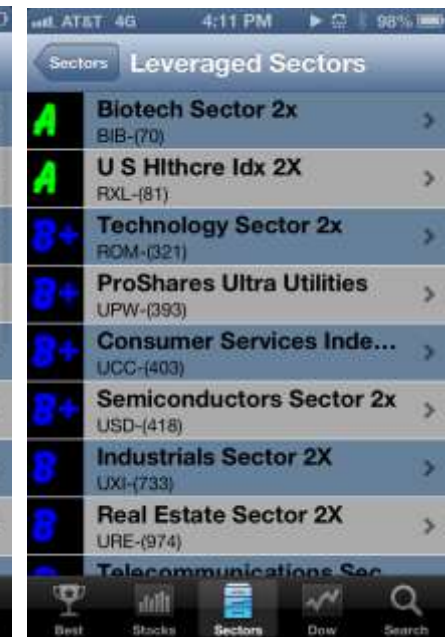 AT&T 4G 4:11 PM 98%
Sectors Leveraged Sectors
A Biotech Sector 2x
BIB-(70)
A U S Hlthcre Idx 2X
RXL-(81)
B+ Technology Sector 2x
ROM-(321)
B+ ProShares Ultra Utilities
UPW-(393)
B+ Consumer Services Inde...
UCC-(403)
B+ Semiconductors Sector 2x
USD-(418)
B Industrials Sector 2X
UXI-(733)
B Real Estate Sector 2X
URE-(974)
Telecommunications Sec
Best Stocks Sectors Dow Search